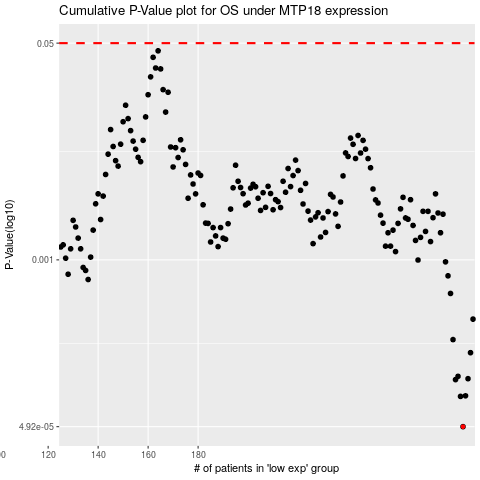 Cumulative P-Value plot for OS under MTP18 expression
P-Value(log10)
0.05
0.001
4.92e-05
00 120 140 160 180
# of patients in 'low exp' group